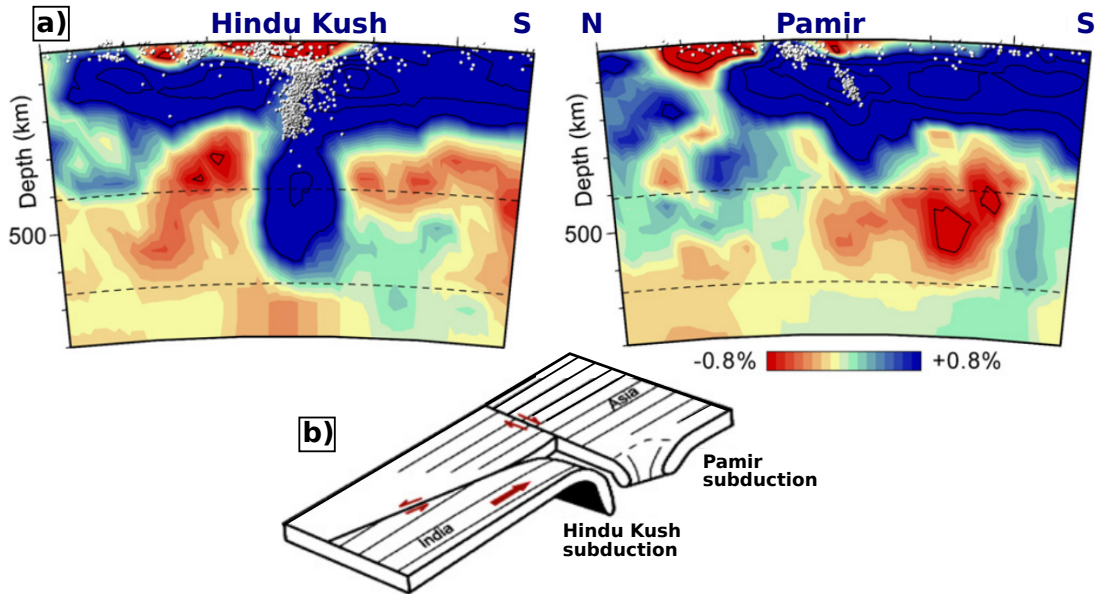 a)
Hindu Kush
S
N
Pamir
S
Depth (km)
500
Depth (km)
500
-0.8%
+0.8%
b)
Asia
Pamir
subduction
India
Hindu Kush
subduction